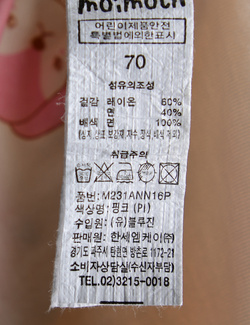 mo.moln
어린이제품안전
특별법에의한표시
70
섬유의조성
겉감 레이온 60%
면 40%
배색 면 100%
취급주의
품번: M231ANN16P
색상명: 핑크 (PI)
수입원: (유)블루진
판매원: 한세엠케이(주)
소비자상담실(수신자부담)
TEL.02)3215-0018